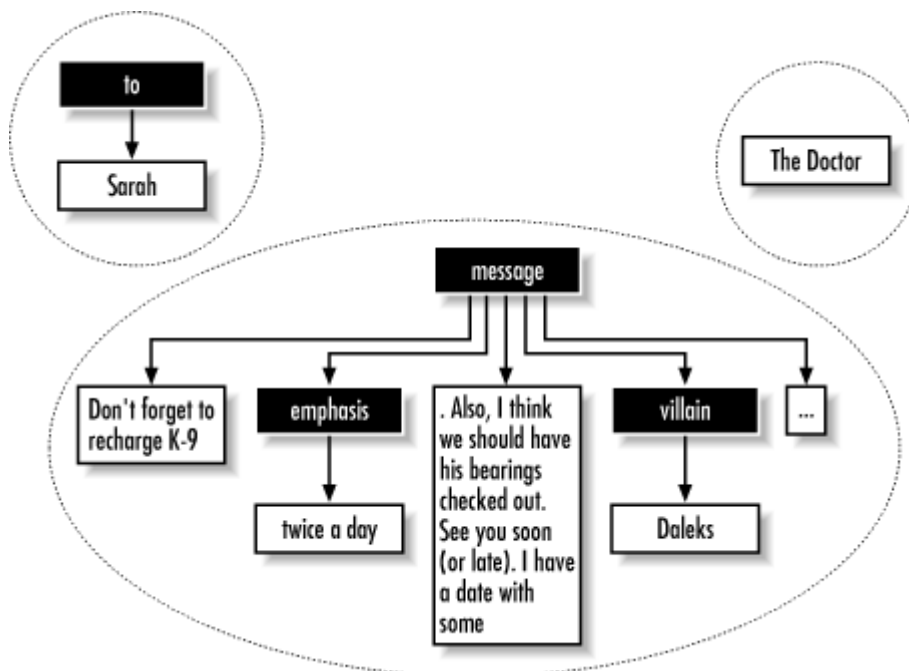 to
Sarah
The Doctor
message
Don't forget to
recharge K-9
emphasis
twice a day
. Also, I think
we should have
his bearings
checked out.
See you soon
(or late). I have
a date with
some
villain
Daleks
...